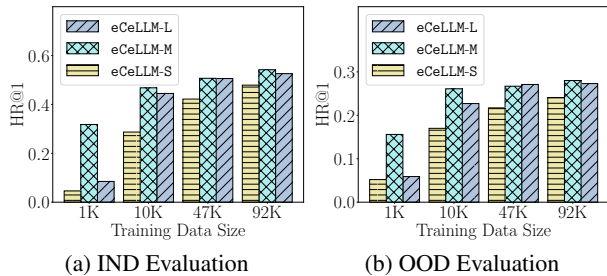 HR@1
0.6
0.4
0.2
0.0
eCeLLM-L
eCeLLM-M
eCeLLM-S
1K 10K 47K 92K
Training Data Size
(a) IND Evaluation
HR@1
0.3
0.2
0.1
0.0
eCeLLM-L
eCeLLM-M
eCeLLM-S
1K 10K 47K 92K
Training Data Size
(b) OOD Evaluation